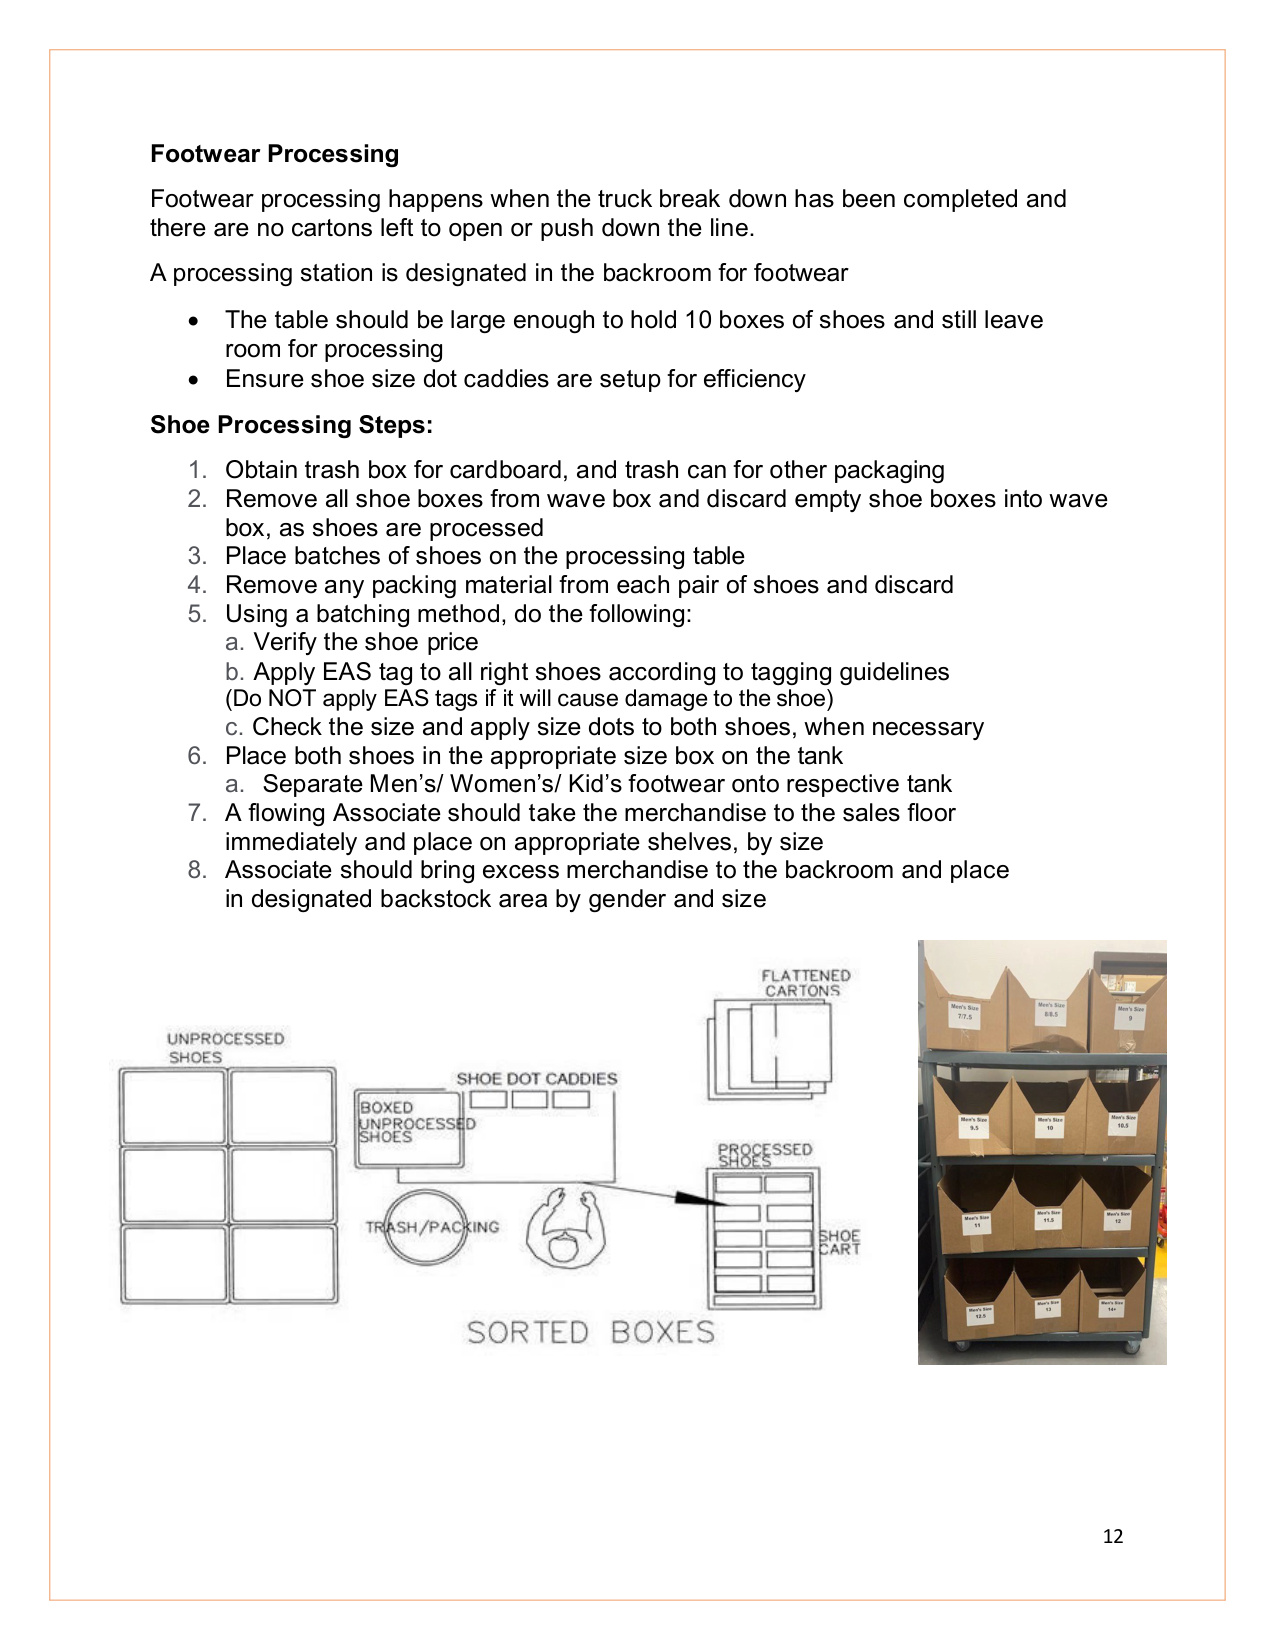 Footwear Processing
Footwear processing happens when the truck break down has been completed and
there are no cartons left to open or push down the line.
A processing station is designated in the backroom for footwear
• The table should be large enough to hold 10 boxes of shoes and still leave
room for processing
• Ensure shoe size dot caddies are setup for efficiency
Shoe Processing Steps:
1. Obtain trash box for cardboard, and trash can for other packaging
2. Remove all shoe boxes from wave box and discard empty shoe boxes into wave
box, as shoes are processed
3. Place batches of shoes on the processing table
4. Remove any packing material from each pair of shoes and discard
5. Using a batching method, do the following:
a. Verify the shoe price
b. Apply EAS tag to all right shoes according to tagging guidelines
(Do NOT apply EAS tags if it will cause damage to the shoe)
c. Check the size and apply size dots to both shoes, when necessary
6. Place both shoes in the appropriate size box on the tank
a. Separate Men’s/ Women’s/ Kid’s footwear onto respective tank
7. A flowing Associate should take the merchandise to the sales floor
immediately and place on appropriate shelves, by size
8. Associate should bring excess merchandise to the backroom and place
in designated backstock area by gender and size
UNPROCESSED
SHOES
BOXED
UNPROCESSED
SHOES
SHOE DOT CADDIES
TRASH/PACKING
FLATTENED
CARTONS
PROCESSED
SHOES
SHOE
CART
SORTED BOXES
Men's Size
7/7.5
Men's Size
8/8.5
Men's Size
9
Men's Size
9.5
Men's Size
10
Men's Size
10.5
Men's Size
11
Men's Size
11.5
Men's Size
12
Men's Size
12.5
Men's Size
13
Men's Size
14+
12